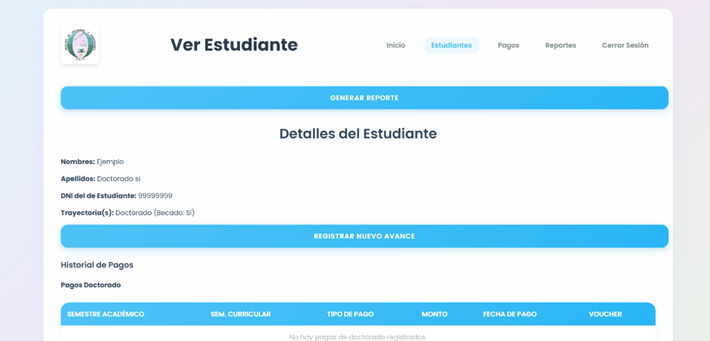 Ver Estudiante
Inicio
Estudiantes
Pagos
Reportes
Cerrar Sesión
GENERAR REPORTE
Detalles del Estudiante
Nombres: Ejemplo
Apellidos: Doctorado si
DNI del de Estudiante: 99999999
Trayectoria(s): Doctorado (Becado: Sí)
REGISTRAR NUEVO AVANCE
Historial de Pagos
Pagos Doctorado
SEMESTRE ACADÉMICO SEM. CURRICULAR TIPO DE PAGO MONTO FECHA DE PAGO VOUCHER
No hay pagos de doctorado registrados.